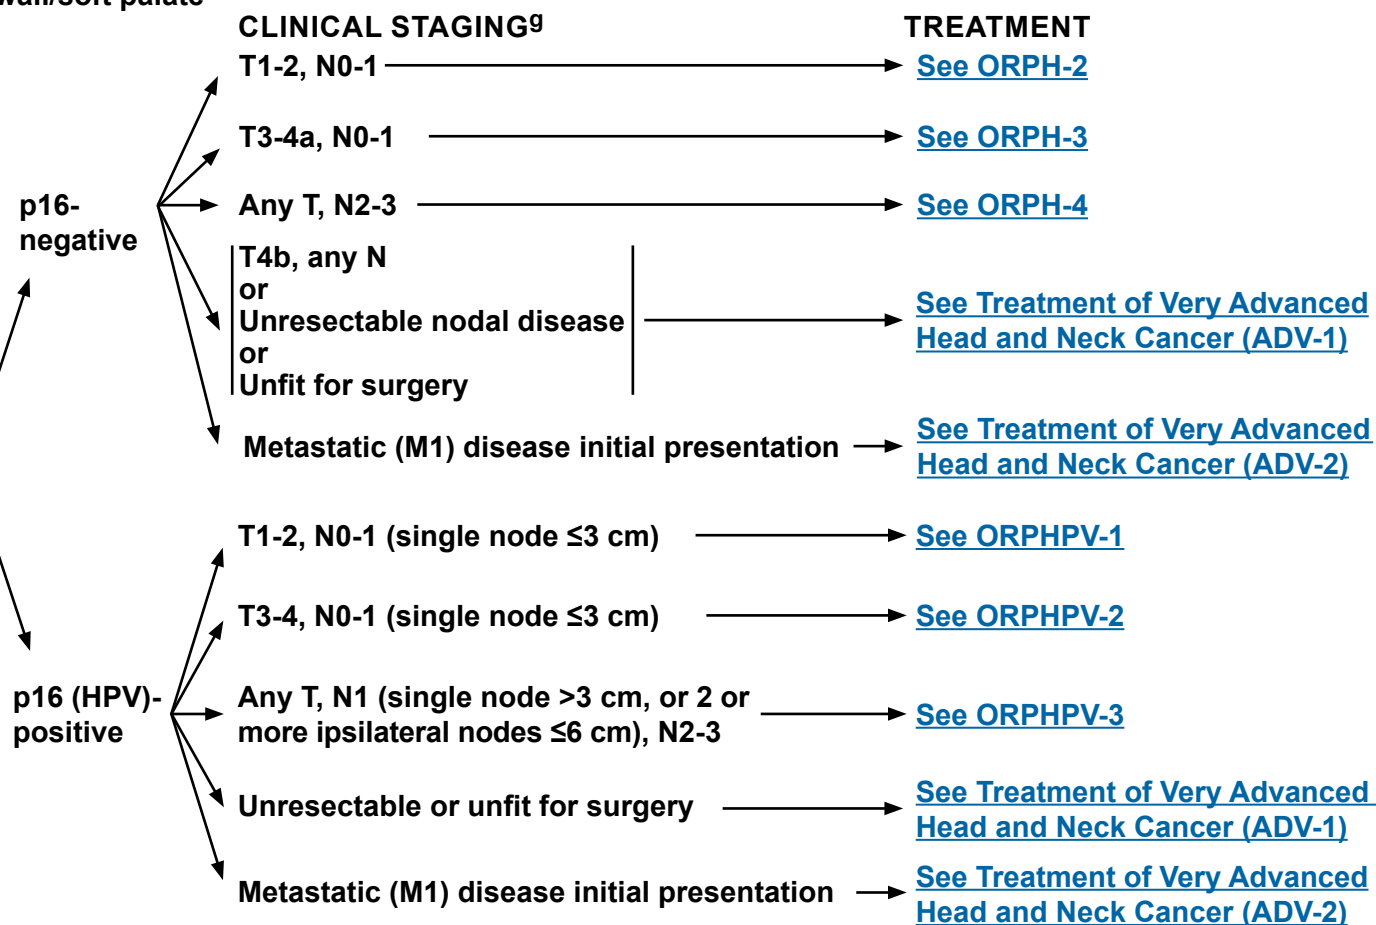 wall/soft palate
CLINICAL STAGINGg
TREATMENT
T1-2, N0-1
See ORPH-2
T3-4a, N0-1
See ORPH-3
p16-
negative
Any T, N2-3
See ORPH-4
T4b, any N
or
Unresectable nodal disease
or
Unfit for surgery
See Treatment of Very Advanced
Head and Neck Cancer (ADV-1)
Metastatic (M1) disease initial presentation
See Treatment of Very Advanced
Head and Neck Cancer (ADV-2)
p16 (HPV)-
positive
T1-2, N0-1 (single node ≤3 cm)
See ORPHPV-1
T3-4, N0-1 (single node ≤3 cm)
See ORPHPV-2
Any T, N1 (single node >3 cm, or 2 or
more ipsilateral nodes ≤6 cm), N2-3
See ORPHPV-3
Unresectable or unfit for surgery
See Treatment of Very Advanced
Head and Neck Cancer (ADV-1)
Metastatic (M1) disease initial presentation
See Treatment of Very Advanced
Head and Neck Cancer (ADV-2)